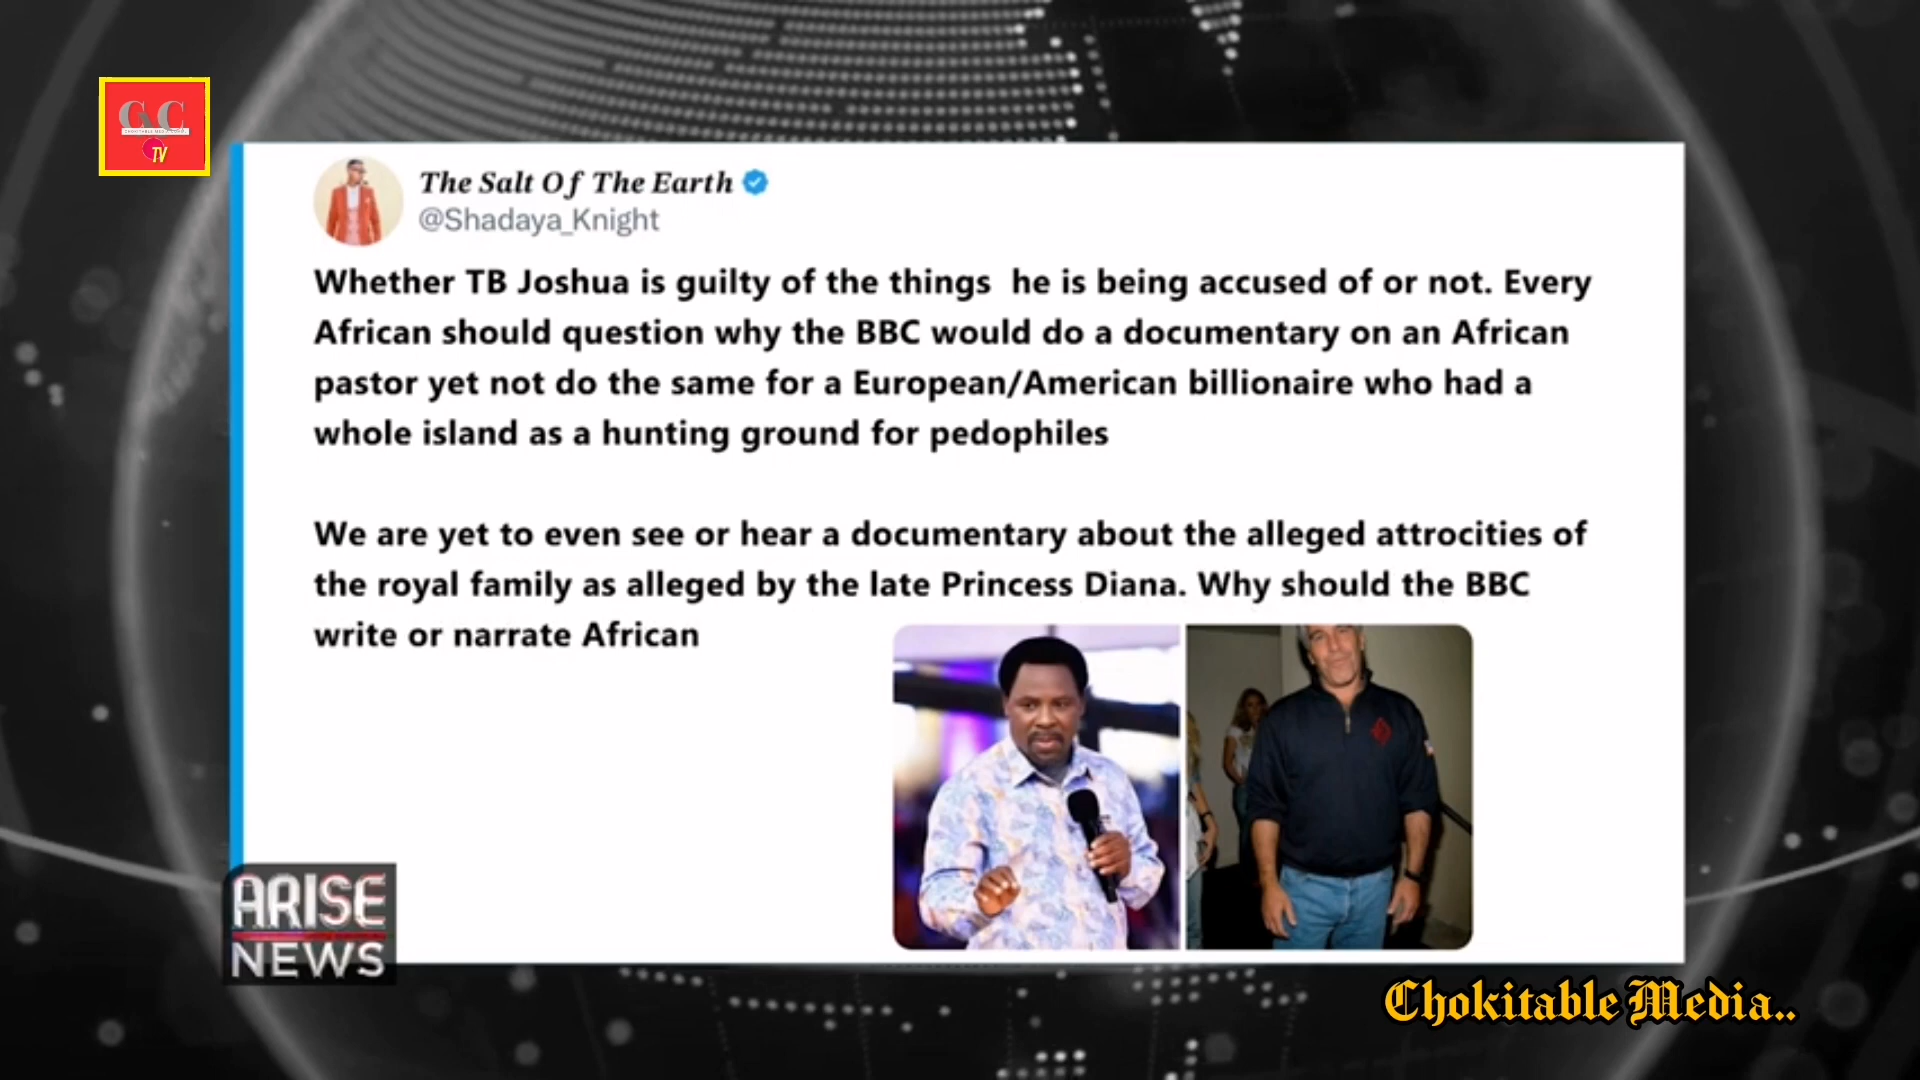 GC
TV
The Salt Of The Earth
@Shadaya_Knight
Whether TB Joshua is guilty of the things  he is being accused of or not. Every
African should question why the BBC would do a documentary on an African
pastor yet not do the same for a European/American billionaire who had a
whole island as a hunting ground for pedophiles
We are yet to even see or hear a documentary about the alleged attrocities of
the royal family as alleged by the late Princess Diana. Why should the BBC
write or narrate African
ARISE
NEWS
Chokitable Media..